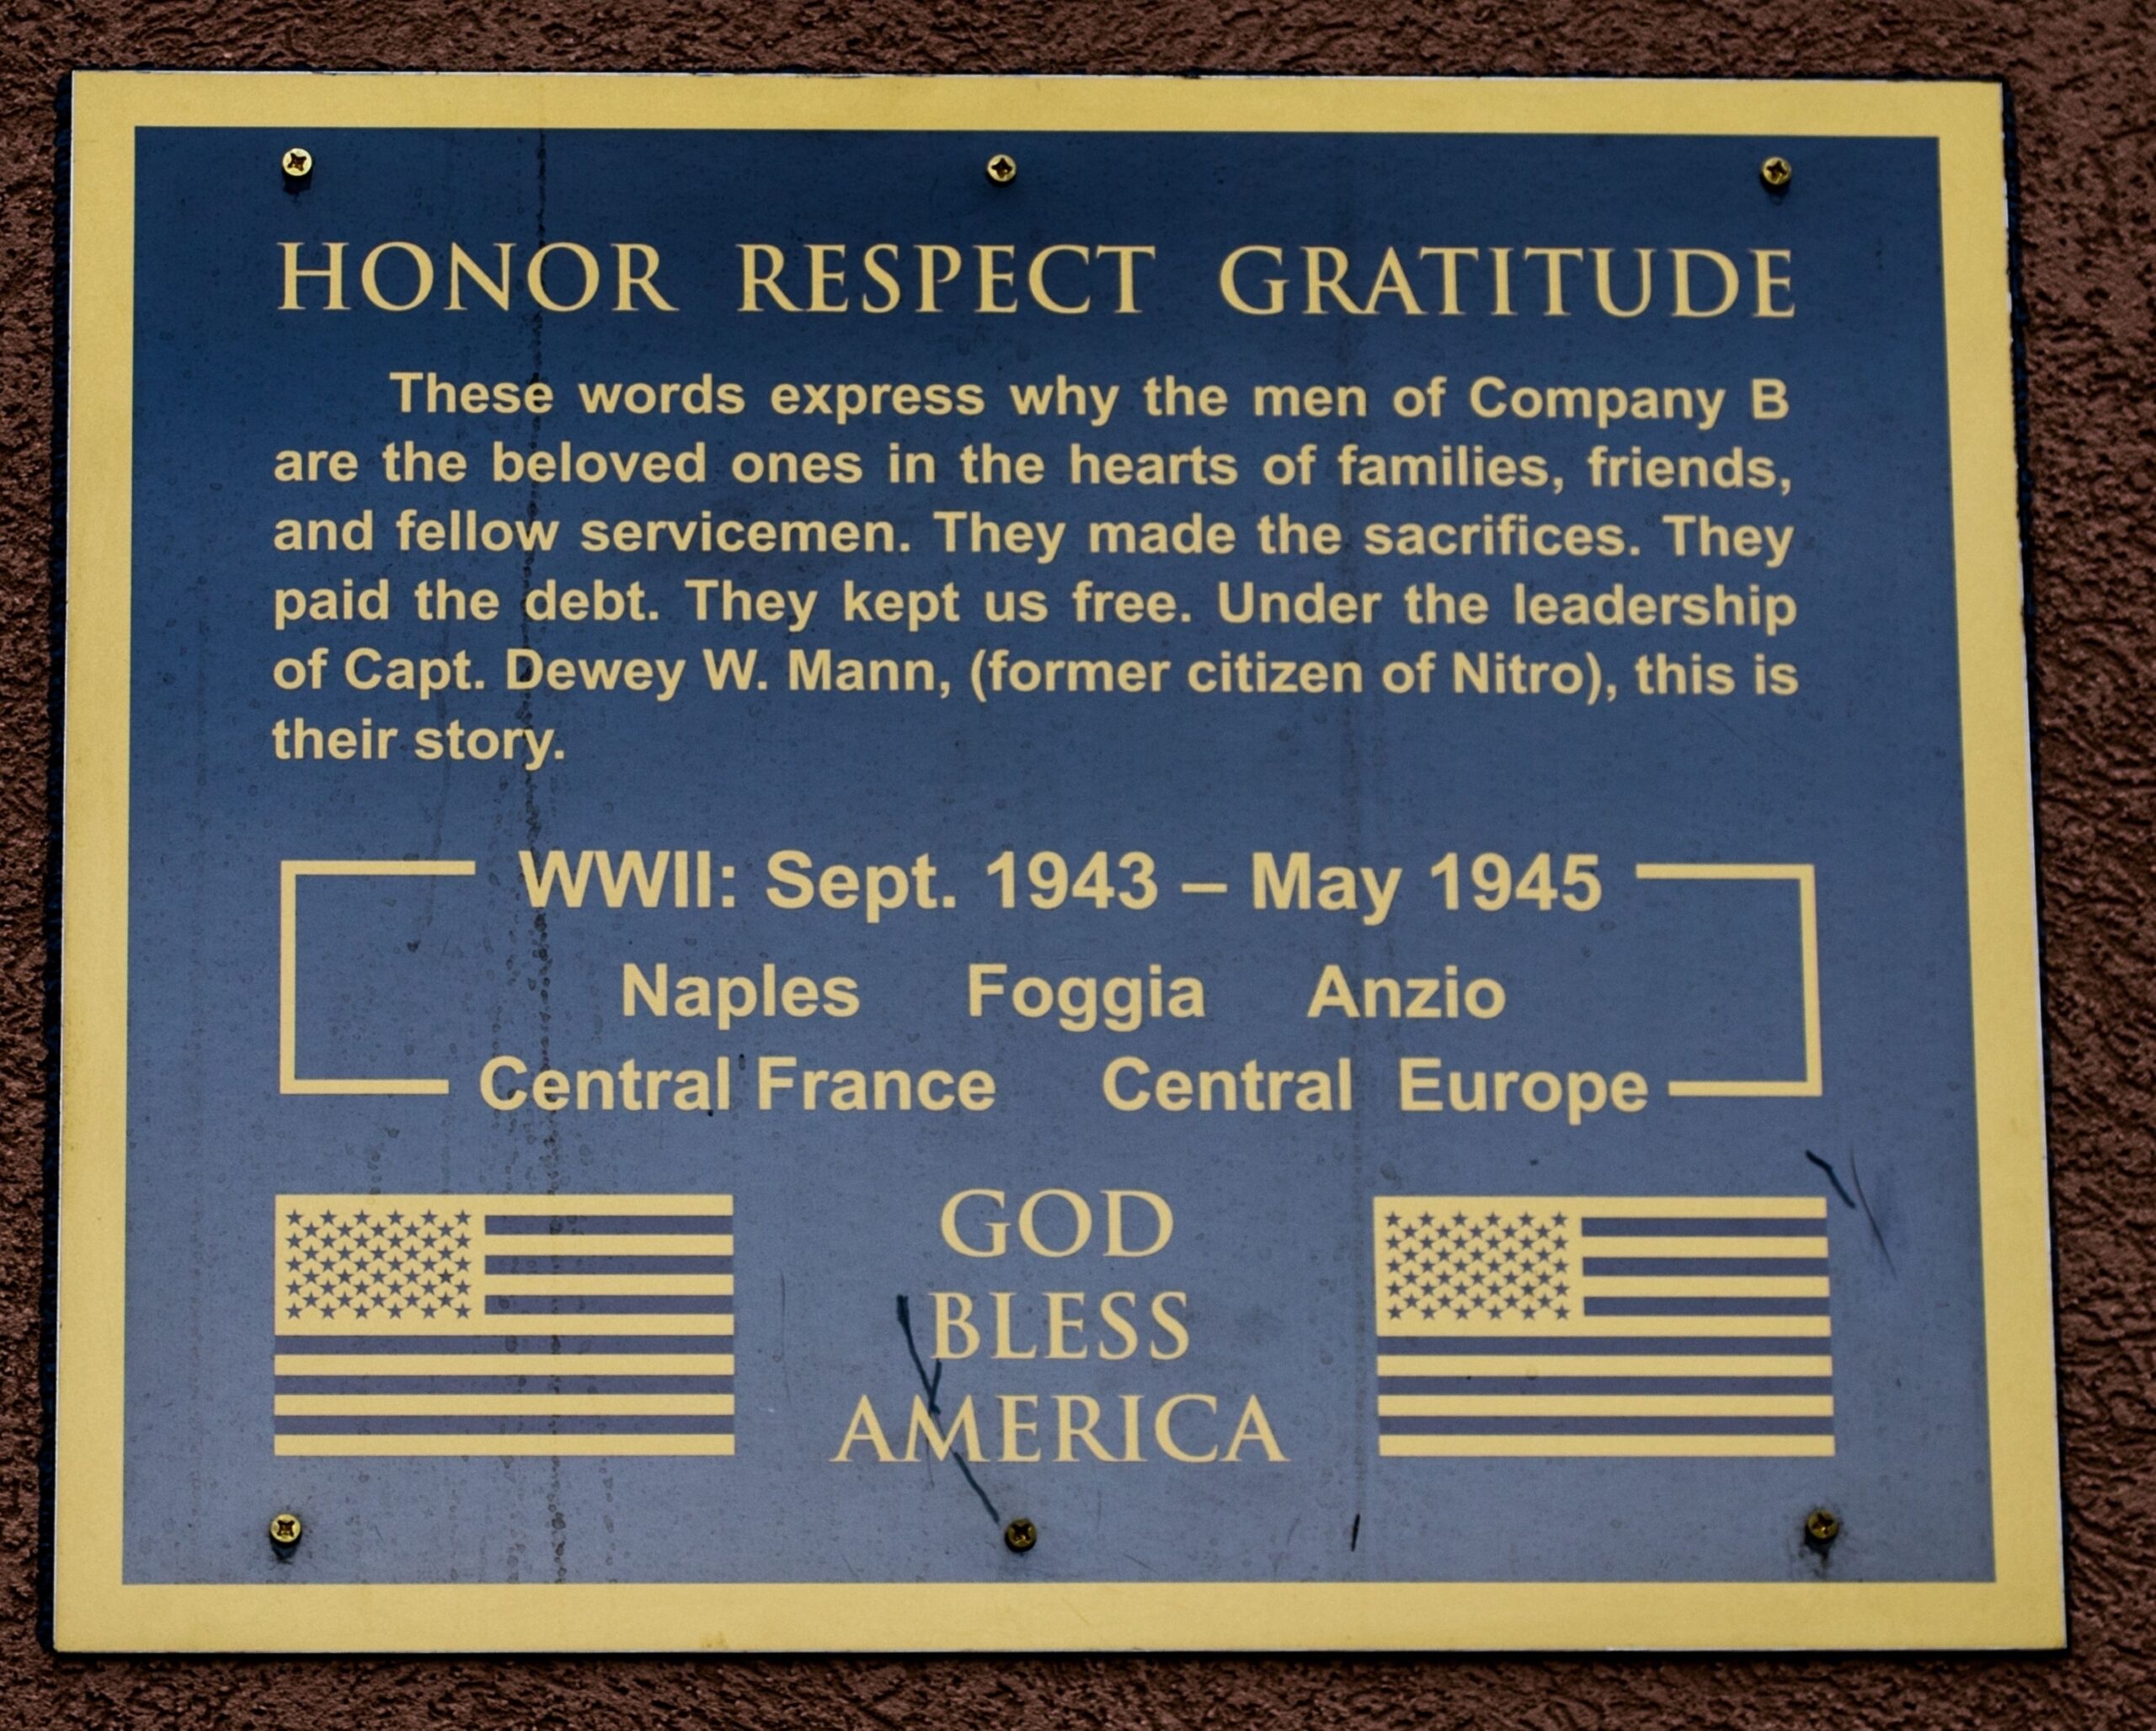 HONOR RESPECT GRATITUDE
These words express why the men of Company B
are the beloved ones in the hearts of families, friends,
and fellow servicemen. They made the sacrifices. They
paid the debt. They kept us free. Under the leadership
of Capt. Dewey W. Mann, (former citizen of Nitro), this is
their story.
WWII: Sept. 1943 – May 1945
Naples Foggia Anzio
Central France Central Europe
GOD
BLESS
AMERICA